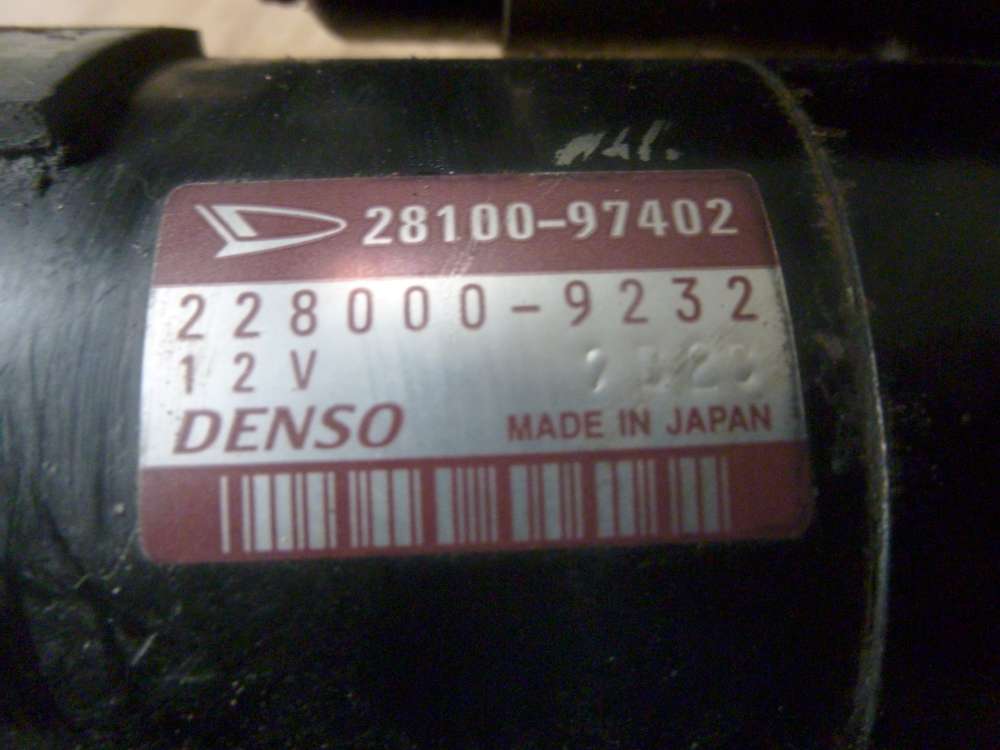 28100-97402
228000-9232
12V
DENSO MADE IN JAPAN